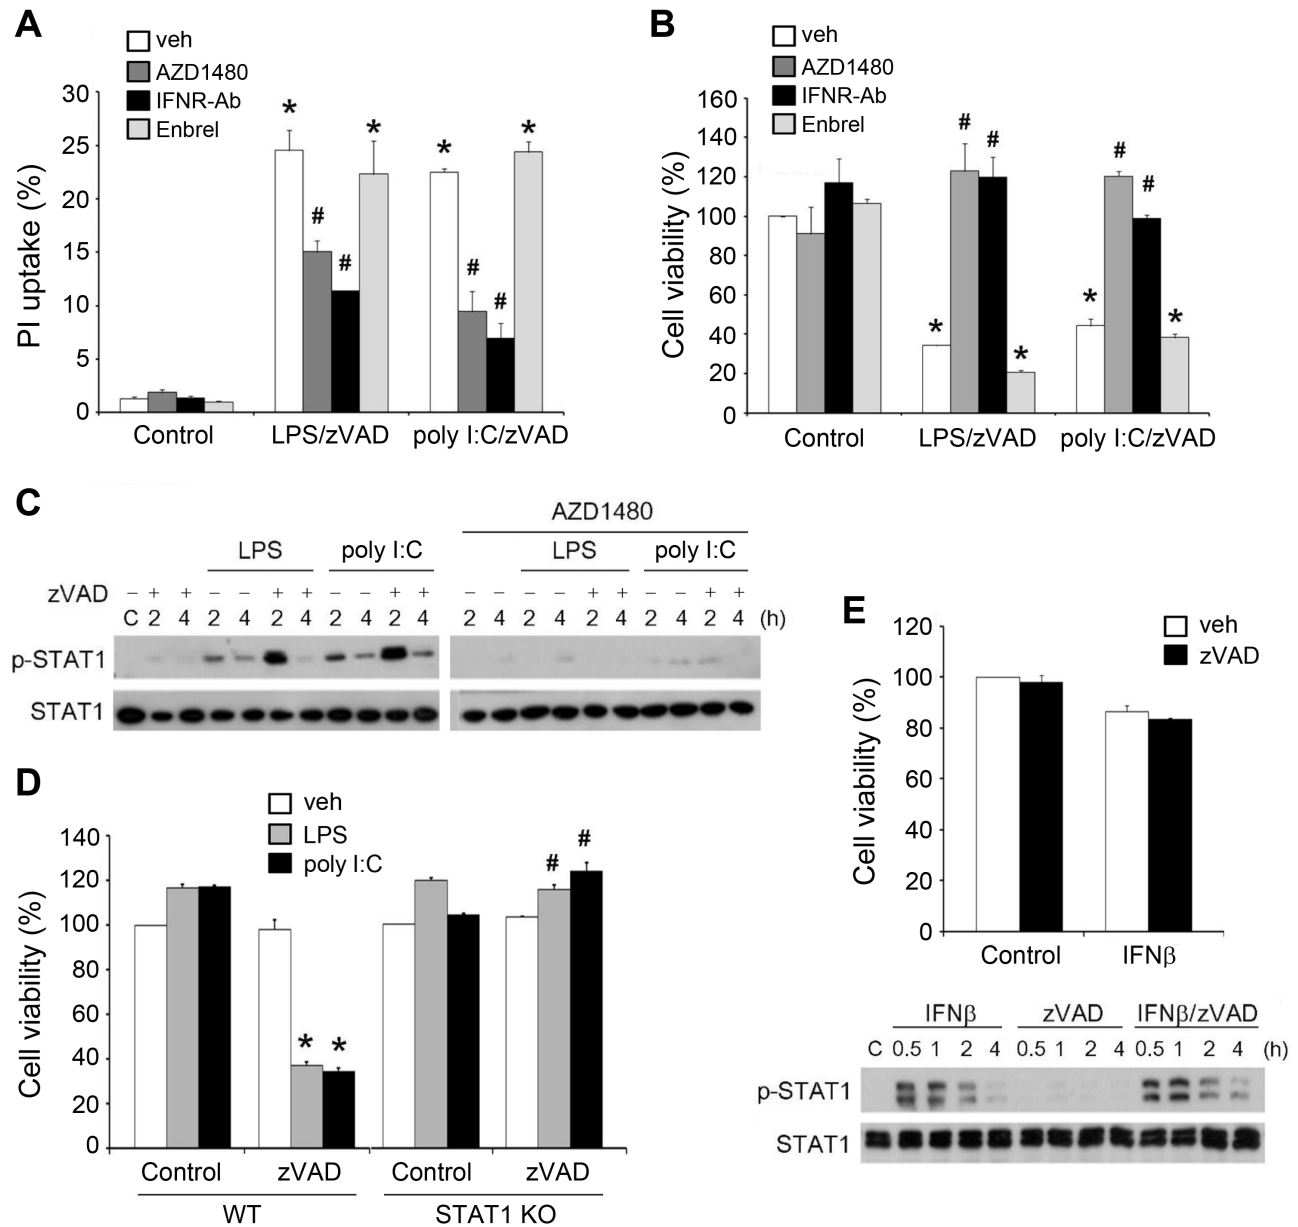 A
veh
AZD1480
IFNR-Ab
Enbrel
PI uptake (%)
30
25
20
15
10
5
0
* # # *
* # # *
Control LPS/zVAD poly I:C/zVAD
B
veh
AZD1480
IFNR-Ab
Enbrel
Cell viability (%)
160
140
120
100
80
60
40
20
0
* # # *
* # # *
Control LPS/zVAD poly I:C/zVAD
C
AZD1480
LPS poly I:C LPS poly I:C
zVAD − + + − − + + − − + + − − − − + + − − + +
C 2 4 2 4 2 4 2 4 2 4 2 4 2 4 2 4 2 4 2 4 (h)
p-STAT1
STAT1
D
veh
LPS
poly I:C
Cell viability (%)
140
120
100
80
60
40
20
0
* *
# #
Control zVAD Control zVAD
WT STAT1 KO
E
veh
zVAD
Cell viability (%)
120
100
80
60
40
20
0
Control IFNβ
IFNβ zVAD IFNβ/zVAD
C 0.5 1 2 4 0.5 1 2 4 0.5 1 2 4 (h)
p-STAT1
STAT1